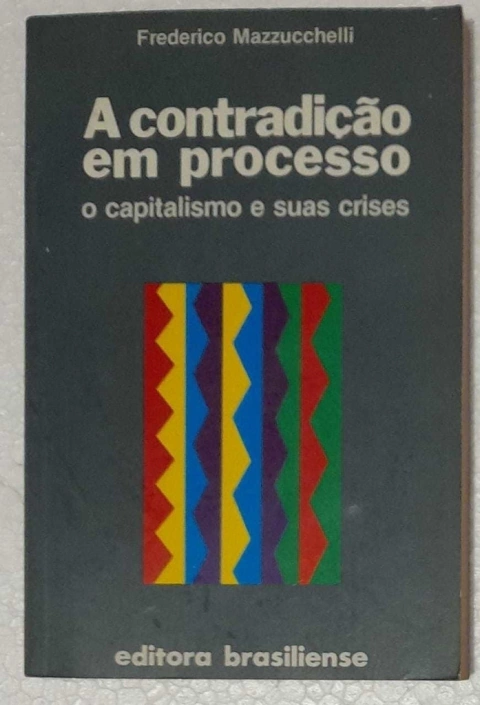 Frederico Mazzucchelli
A contradição
em processo
o capitalismo e suas crises
editora brasiliense